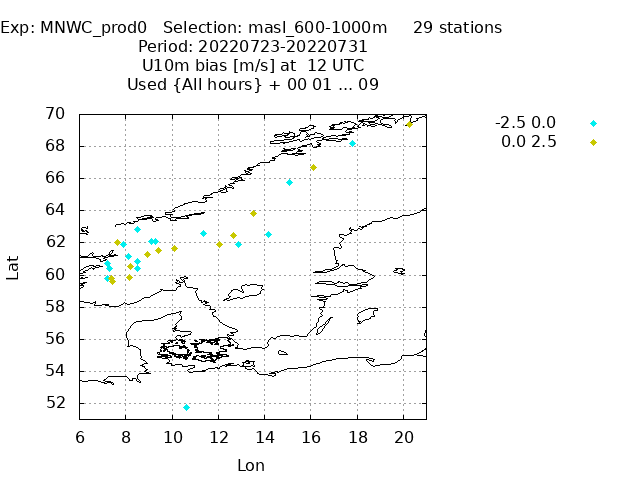 Exp: MNWC_prod0   Selection: masl_600-1000m     29 stations
Period: 20220723-20220731
U10m bias [m/s] at  12 UTC
Used {All hours} + 00 01 ... 09
-2.5 0.0
0.0 2.5
70
68
66
64
62
60
58
56
54
52
Lat
6 8 10 12 14 16 18 20
Lon